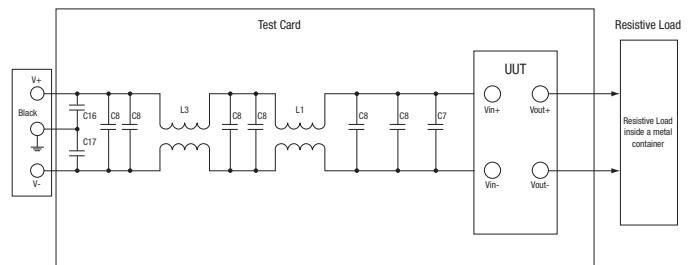 Test Card
Resistive Load
V+
Black
V-
C16
C17
C8
C8
L3
C8
C8
L1
C8
C8
C7
UUT
Vin+
Vout+
Vin-
Vout-
Resistive Load
inside a metal
container